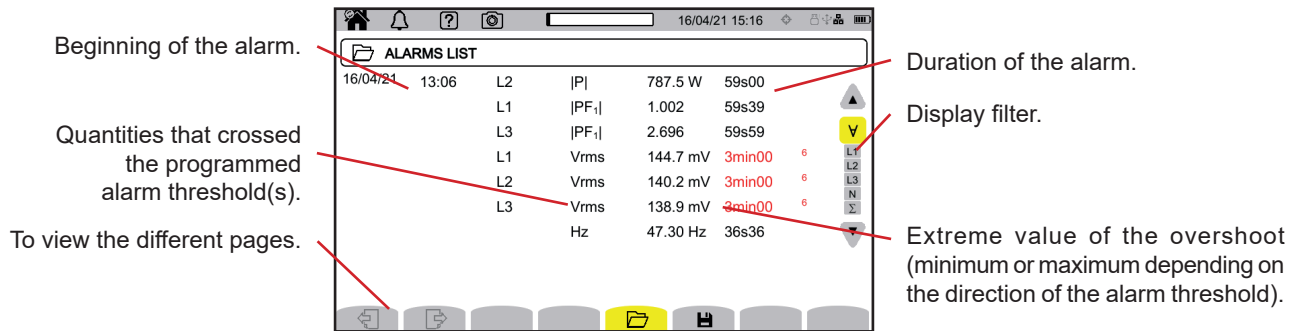 16/04/21 15:16
Beginning of the alarm.
ALARMS LIST
Duration of the alarm.
16/04/21 13:06 L2 |P| 787.5 W 59s00
L1 |PF₁| 1.002 59s39
Display filter.
L3 |PF₁| 2.696 59s59
∀
Quantities that crossed
the programmed
alarm threshold(s).
L1 Vrms 144.7 mV 3min00 6
L2 Vrms 140.2 mV 3min00 6
L3 Vrms 138.9 mV 3min00 6
L1
L2
L3
N
Σ
To view the different pages.
Hz 47.30 Hz 36s36
Extreme value of the overshoot
(minimum or maximum depending on
the direction of the alarm threshold).